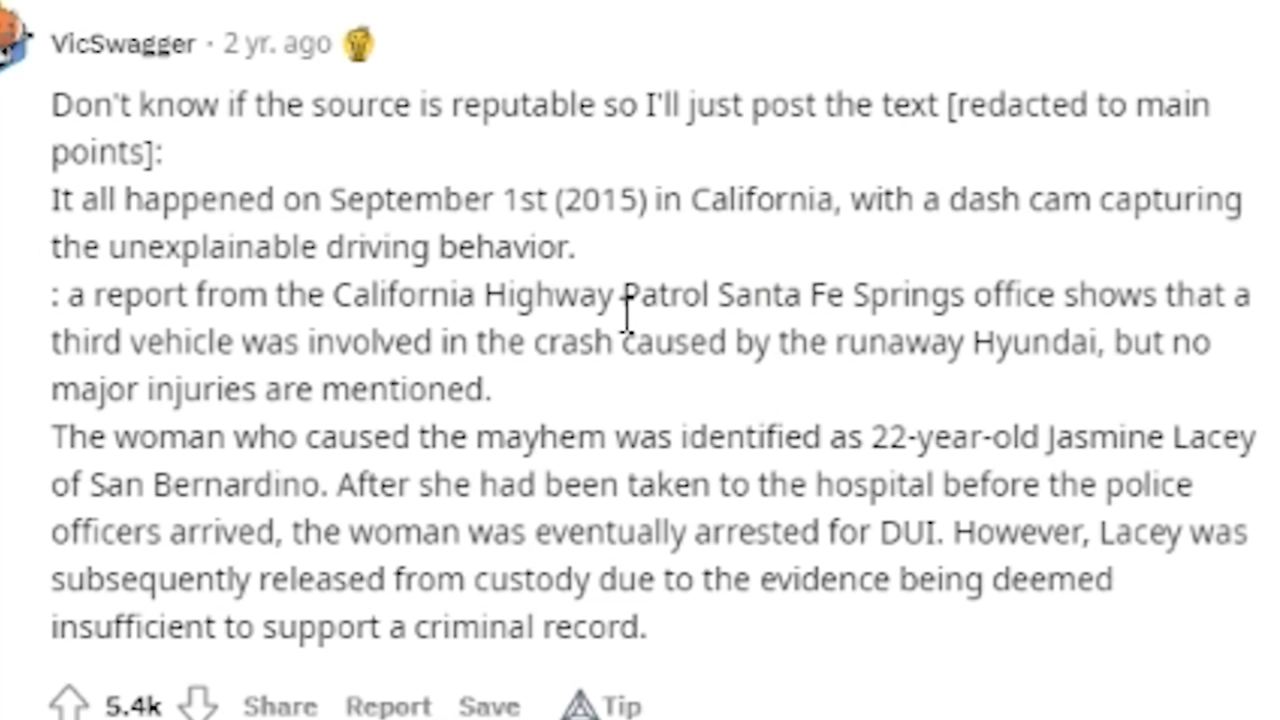 VicSwagger · 2 yr. ago
Don't know if the source is reputable so I'll just post the text [redacted to main
points]:
It all happened on September 1st (2015) in California, with a dash cam capturing
the unexplainable driving behavior.
: a report from the California Highway Patrol Santa Fe Springs office shows that a
third vehicle was involved in the crash caused by the runaway Hyundai, but no
major injuries are mentioned.
The woman who caused the mayhem was identified as 22-year-old Jasmine Lacey
of San Bernardino. After she had been taken to the hospital before the police
officers arrived, the woman was eventually arrested for DUI. However, Lacey was
subsequently released from custody due to the evidence being deemed
insufficient to support a criminal record.
5.4k Share Report Save Tip